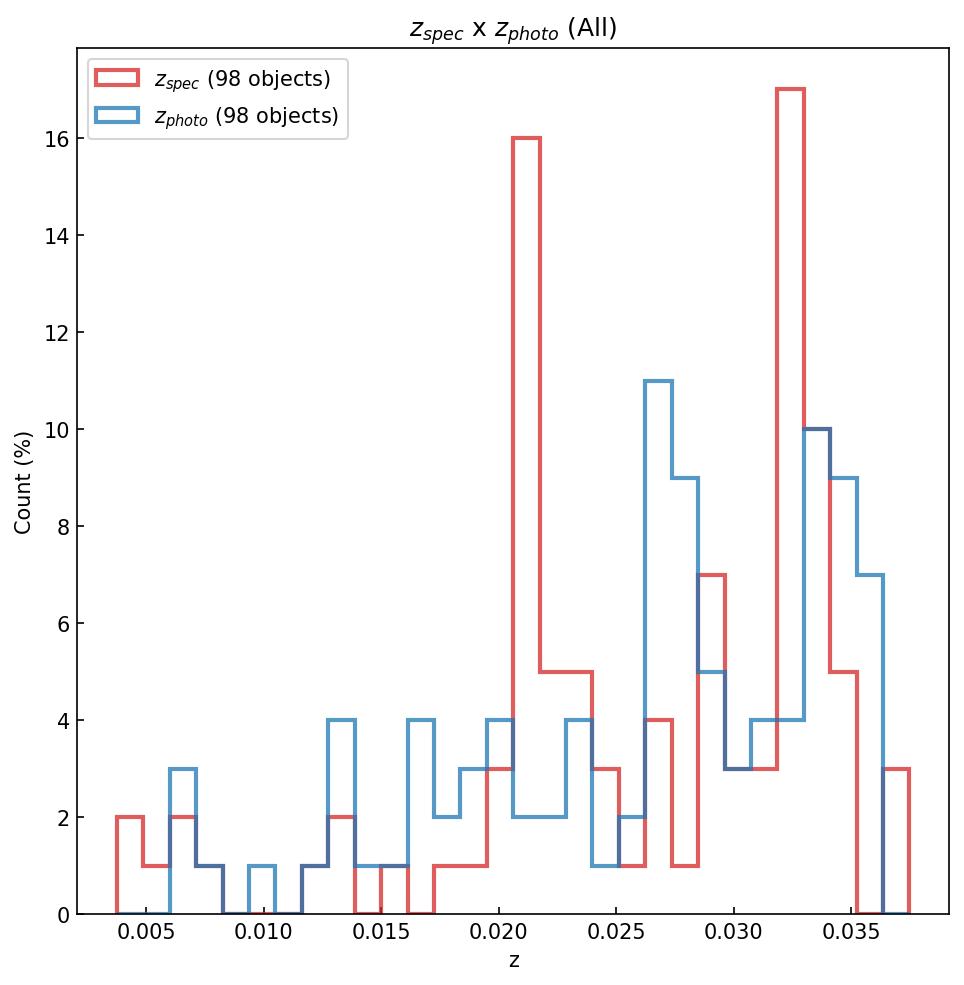 z_spec x z_photo (All)
z_spec (98 objects)
z_photo (98 objects)
Count (%)
16
14
12
10
8
6
4
2
0
0.005 0.010 0.015 0.020 0.025 0.030 0.035
z